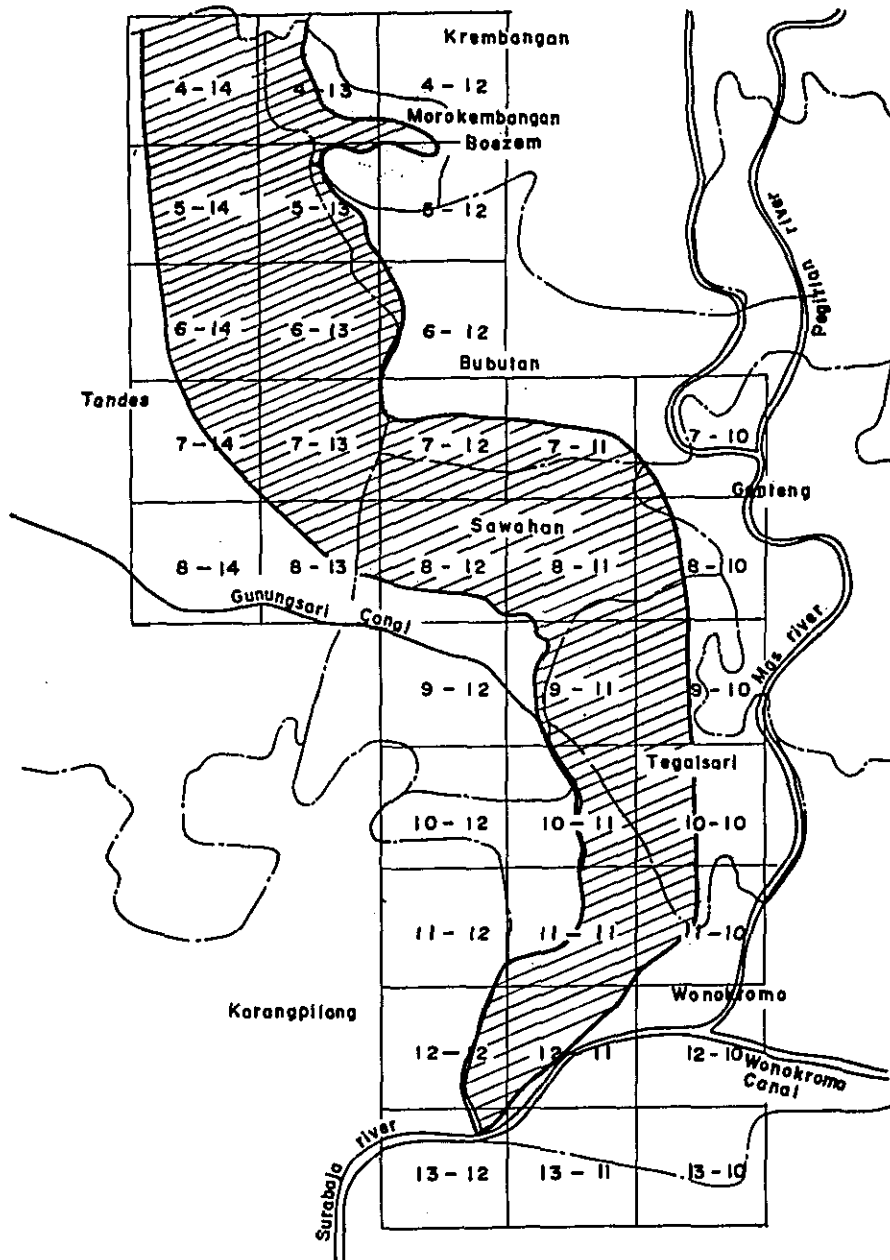 Krembangan
4-14
4-13
4-12
Morokembangan
Boezem
5-14
5-13
5-12
Pegirian river
6-14
6-13
6-12
Bubutan
Tandes
7-14
7-13
7-12
7-11
7-10
Genteng
Sawahan
8-14
8-13
8-12
8-11
8-10
Gunungsari Canal
9-12
9-11
9-10
Mas river
Tegalsari
10-12
10-11
10-10
11-12
11-11
11-10
Karangpilang
Wonokromo
12-12
12-11
12-10
Wonokromo
Canal
Surabaja river
13-12
13-11
13-10